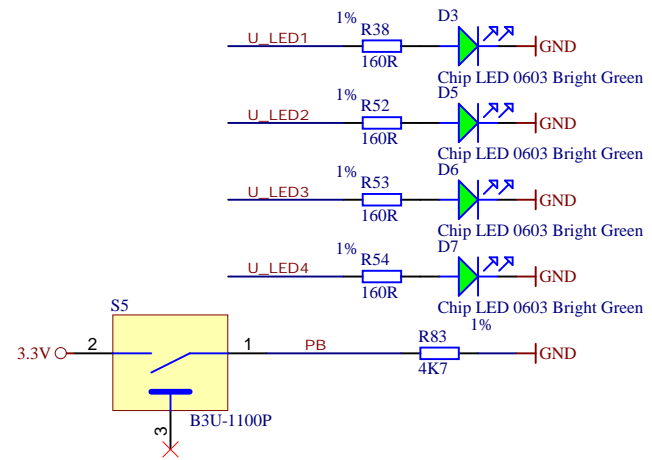 1% D3
U_LED1 R38 GND
160R
Chip LED 0603 Bright Green
1% D5
U_LED2 R52 GND
160R
Chip LED 0603 Bright Green
1% D6
U_LED3 R53 GND
160R
Chip LED 0603 Bright Green
1% D7
U_LED4 R54 GND
160R
Chip LED 0603 Bright Green
S5 1%
3.3V 2 1 PB R83 GND
4K7
B3U-1100P
3